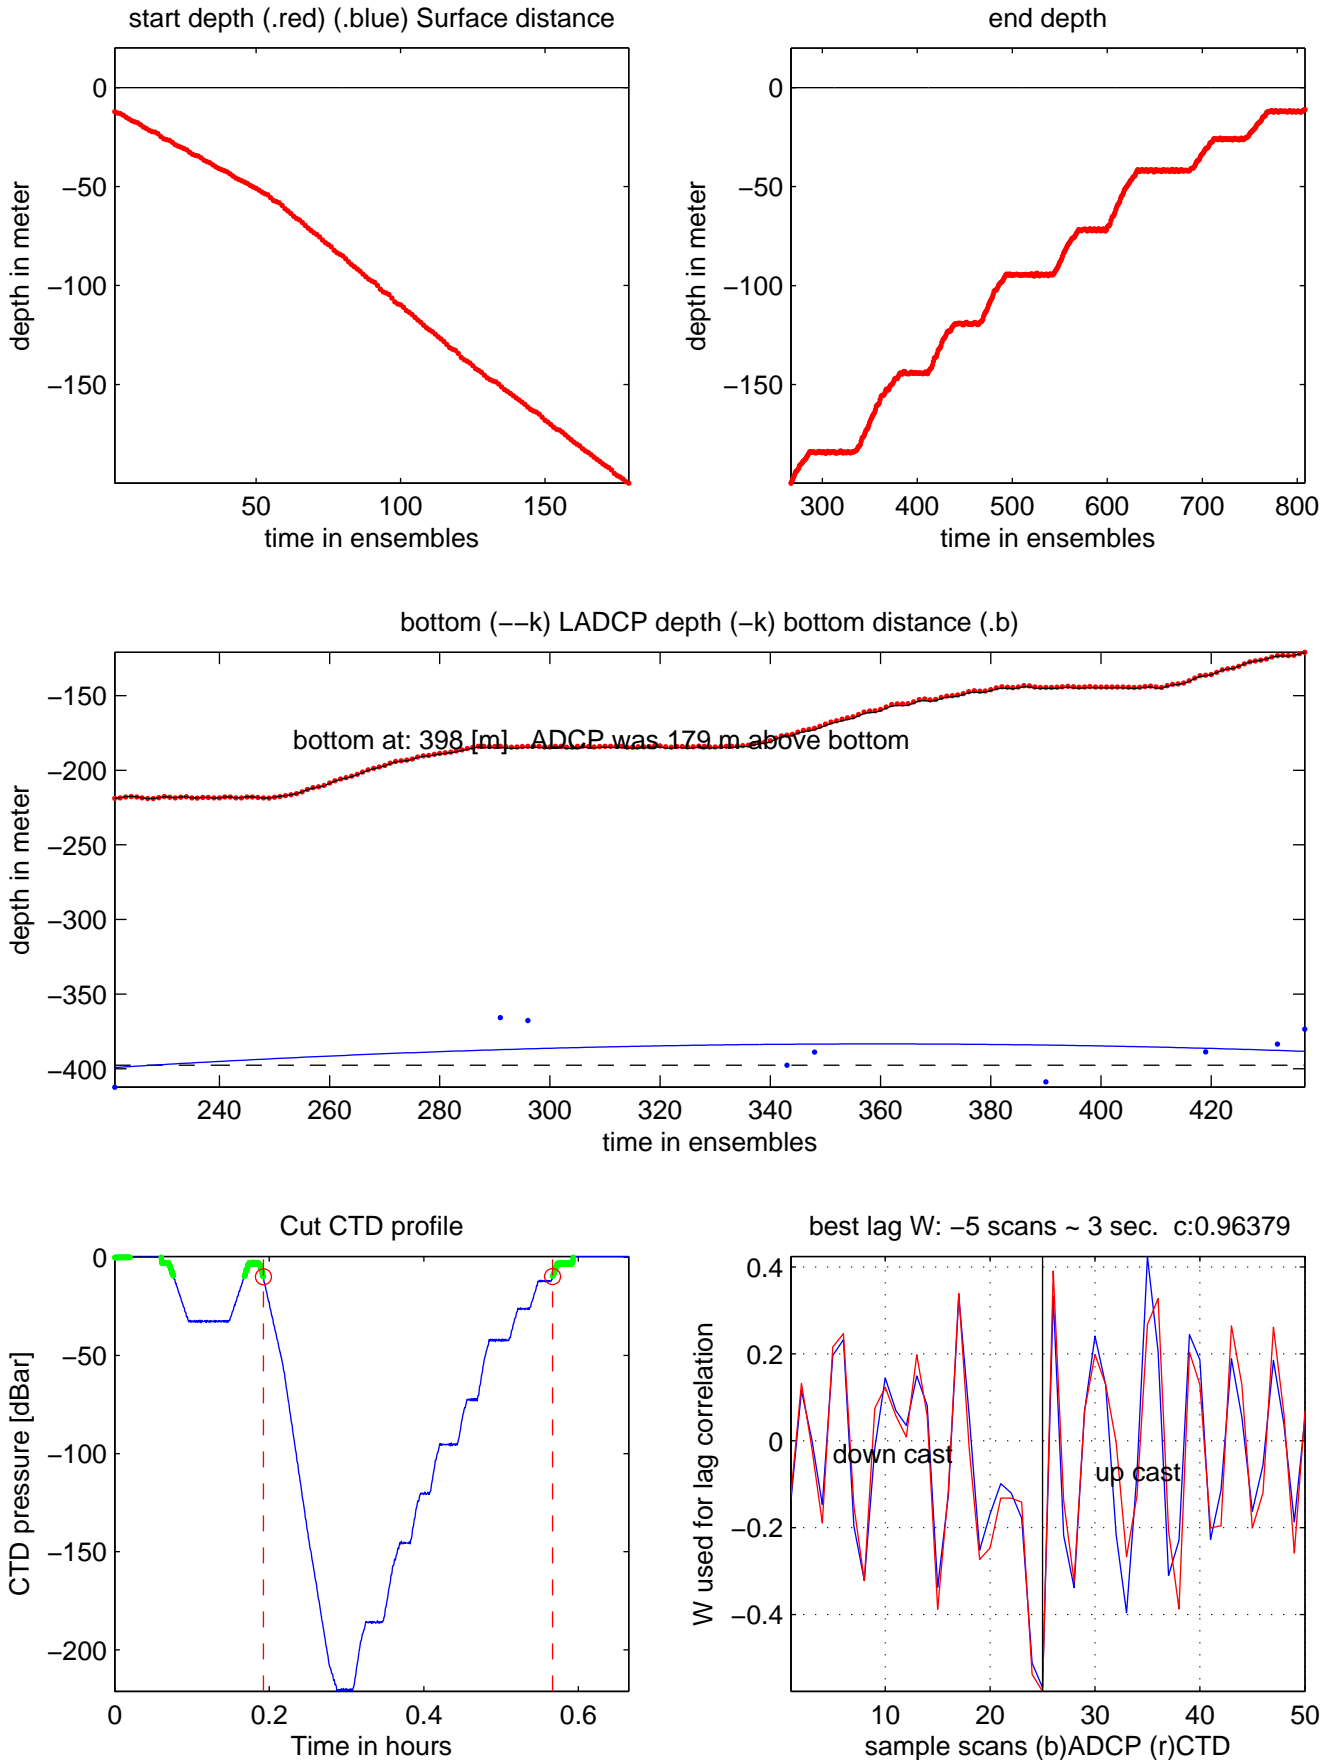 start depth (.red) (.blue) Surface distance
0
−50
−100
−150
depth in meter
50 100 150
time in ensembles
end depth
0
−50
−100
−150
depth in meter
300 400 500 600 700 800
time in ensembles
bottom (−−k) LADCP depth (−k) bottom distance (.b)
−150
−200
−250
−300
−350
−400
depth in meter
bottom at: 398 [m] ADCP was 179 m above bottom
240 260 280 300 320 340 360 380 400 420
time in ensembles
Cut CTD profile
0
−50
−100
−150
−200
CTD pressure [dBar]
0 0.2 0.4 0.6
Time in hours
best lag W: −5 scans ~ 3 sec. c:0.96379
0.4
0.2
0
−0.2
−0.4
W used for lag correlation
down cast
up cast
10 20 30 40 50
sample scans (b)ADCP (r)CTD